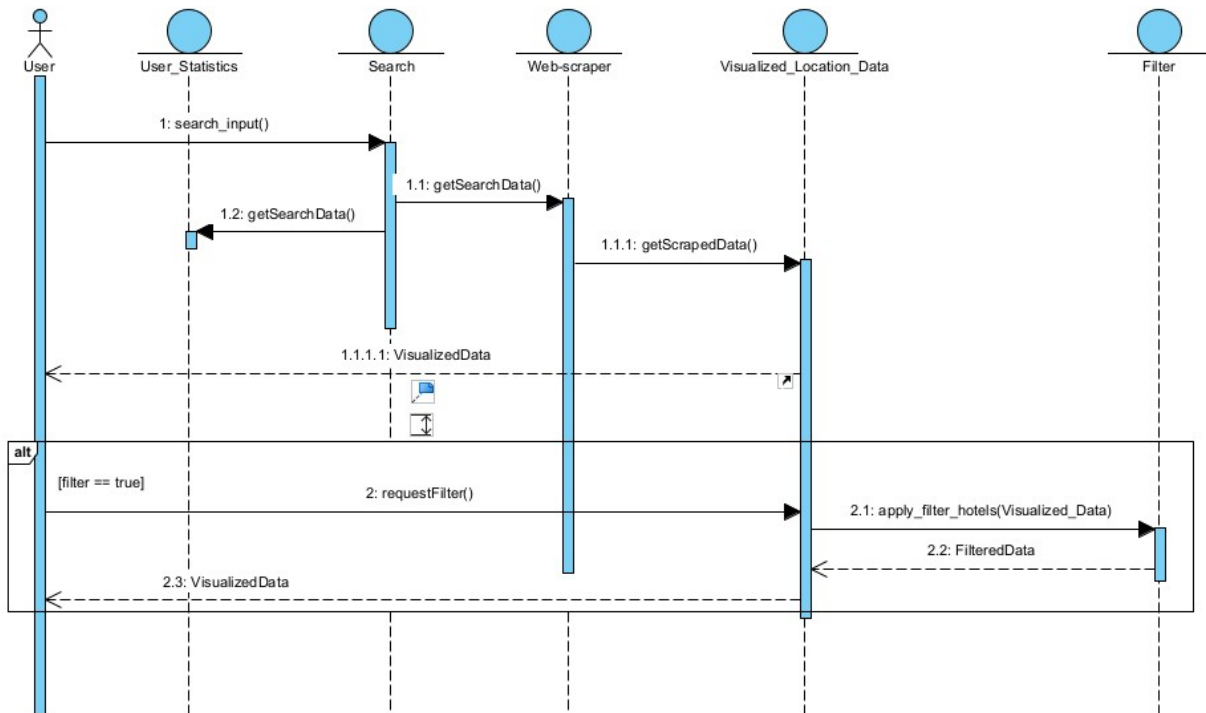 User
User_Statistics
Search
Web-scraper
Visualized_Location_Data
Filter
1: search_input()
1.1: getSearchData()
1.2: getSearchData()
1.1.1: getScrapedData()
1.1.1.1: VisualizedData
alt
[filter == true]
2: requestFilter()
2.1: apply_filter_hotels(Visualized_Data)
2.2: FilteredData
2.3: VisualizedData